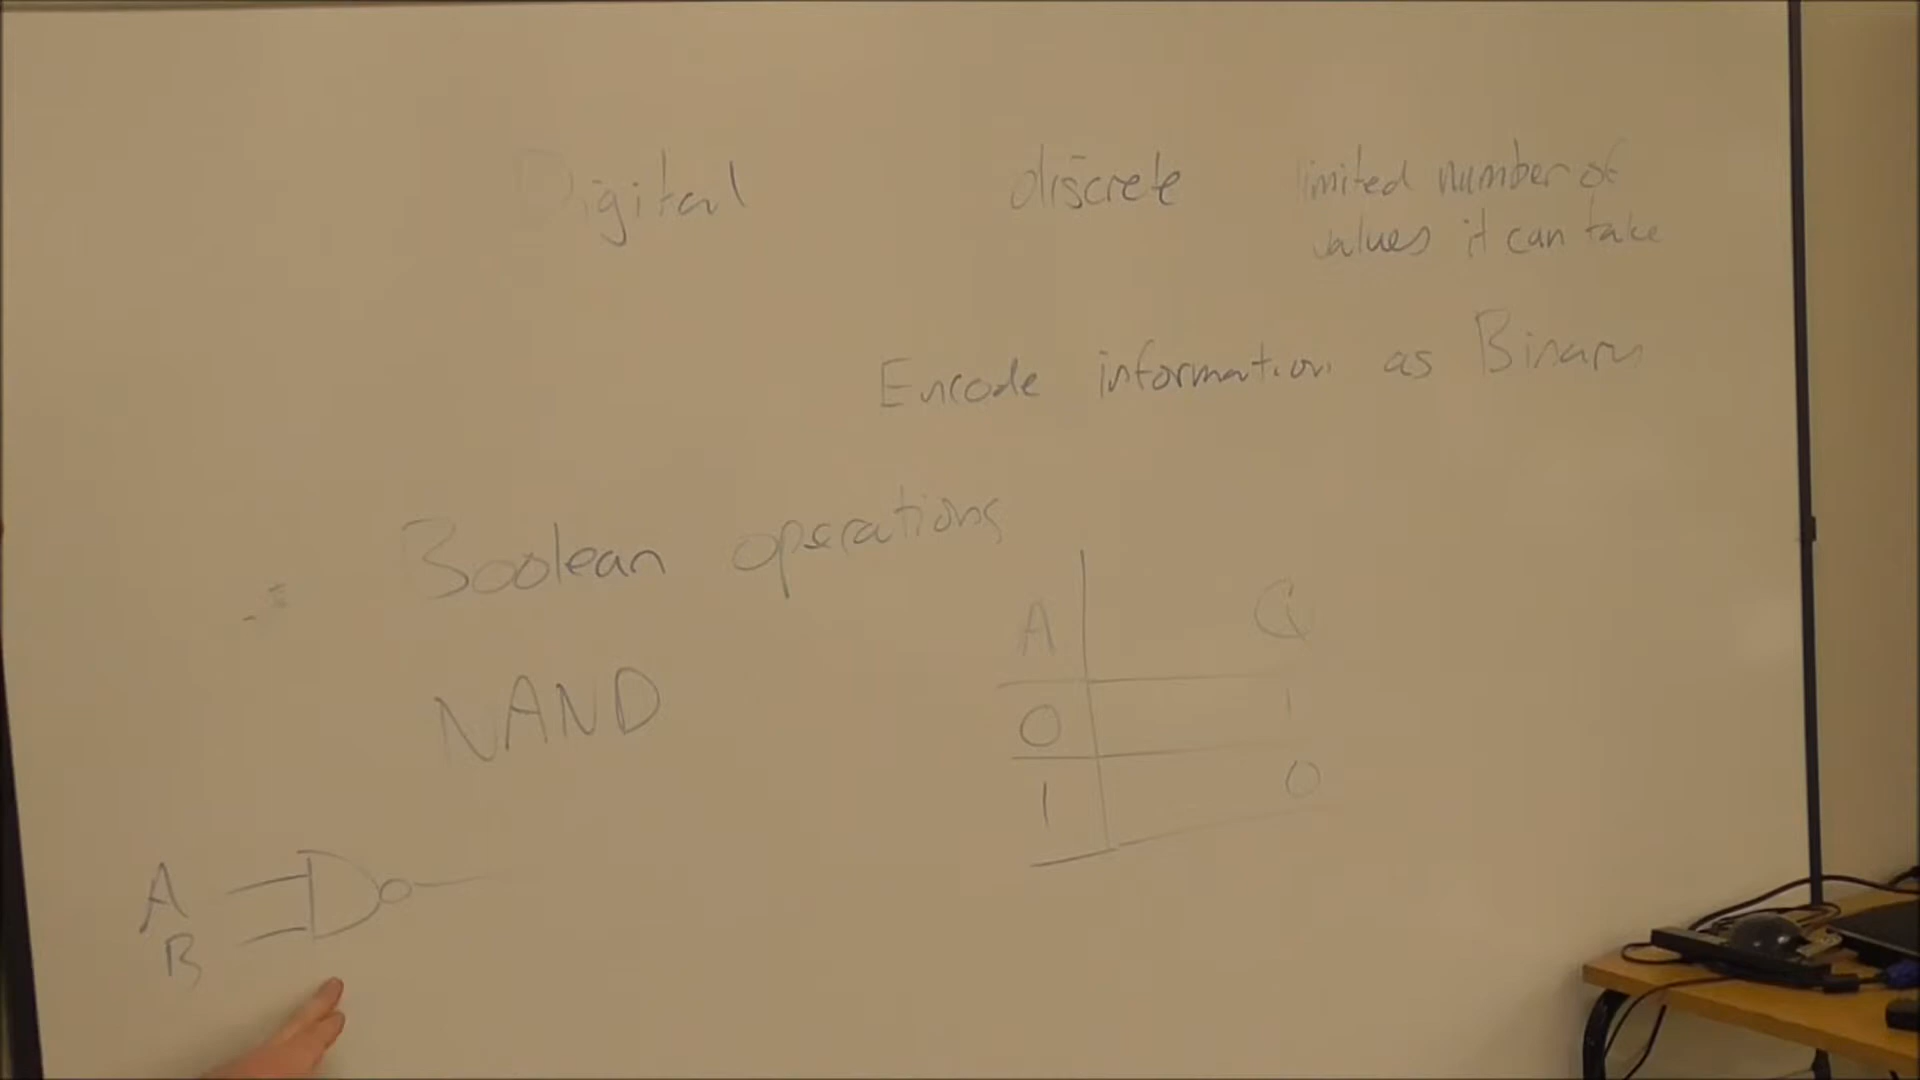 Digital discrete limited number of
values it can take
Encode information as Binary
Boolean operations
NAND
A Q
0 1
1 0
A
B